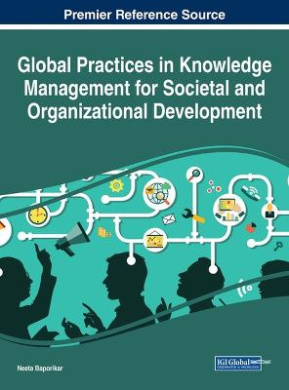 Premier Reference Source
Global Practices in Knowledge
Management for Societal and
Organizational Development
Neeta Baporikar
IGI Global